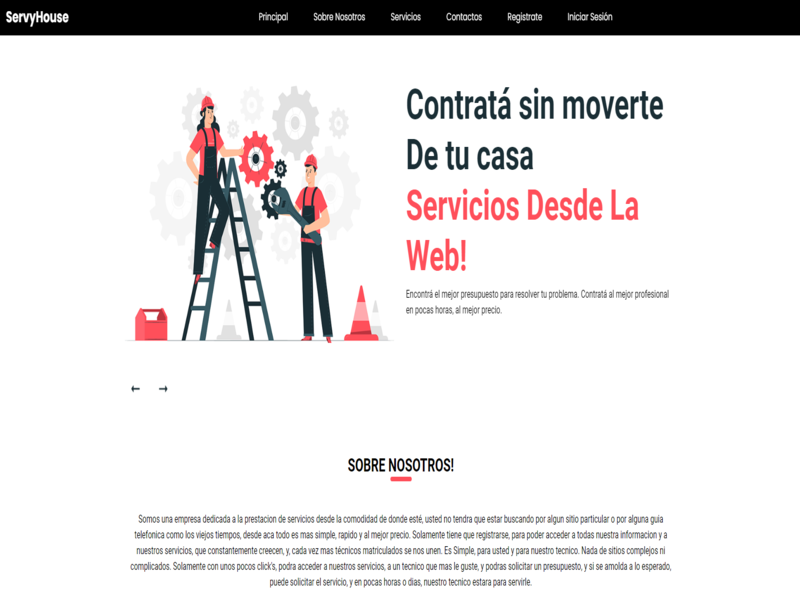 ServyHouse
Principal
Sobre Nosotros
Servicios
Contactos
Registrate
Iniciar Sesión
Contratá sin moverte
De tu casa
Servicios Desde La
Web!
Encontrá el mejor presupuesto para resolver tu problema. Contratá al mejor profesional
en pocas horas, al mejor precio.
SOBRE NOSOTROS!
Somos una empresa dedicada a la prestacion de servicios desde la comodidad de donde esté, usted no tendra que estar buscando por algun sitio particular o por alguna guia
telefonica como los viejos tiempos, desde aca todo es mas simple, rapido y al mejor precio. Solamente tiene que registrarse, para poder acceder a todas nuestra informacion y a
nuestros servicios, que constantemente creecen, y, cada vez mas técnicos matriculados se nos unen. Es Simple, para usted y para nuestro tecnico. Nada de sitios complejos ni
complicados. Solamente con unos pocos click's, podra acceder a nuestros servicios, a un tecnico que mas le guste, y podras solicitar un presupuesto, y si se amolda a lo esperado,
puede solicitar el servicio, y en pocas horas o dias, nuestro tecnico estara para servirle.